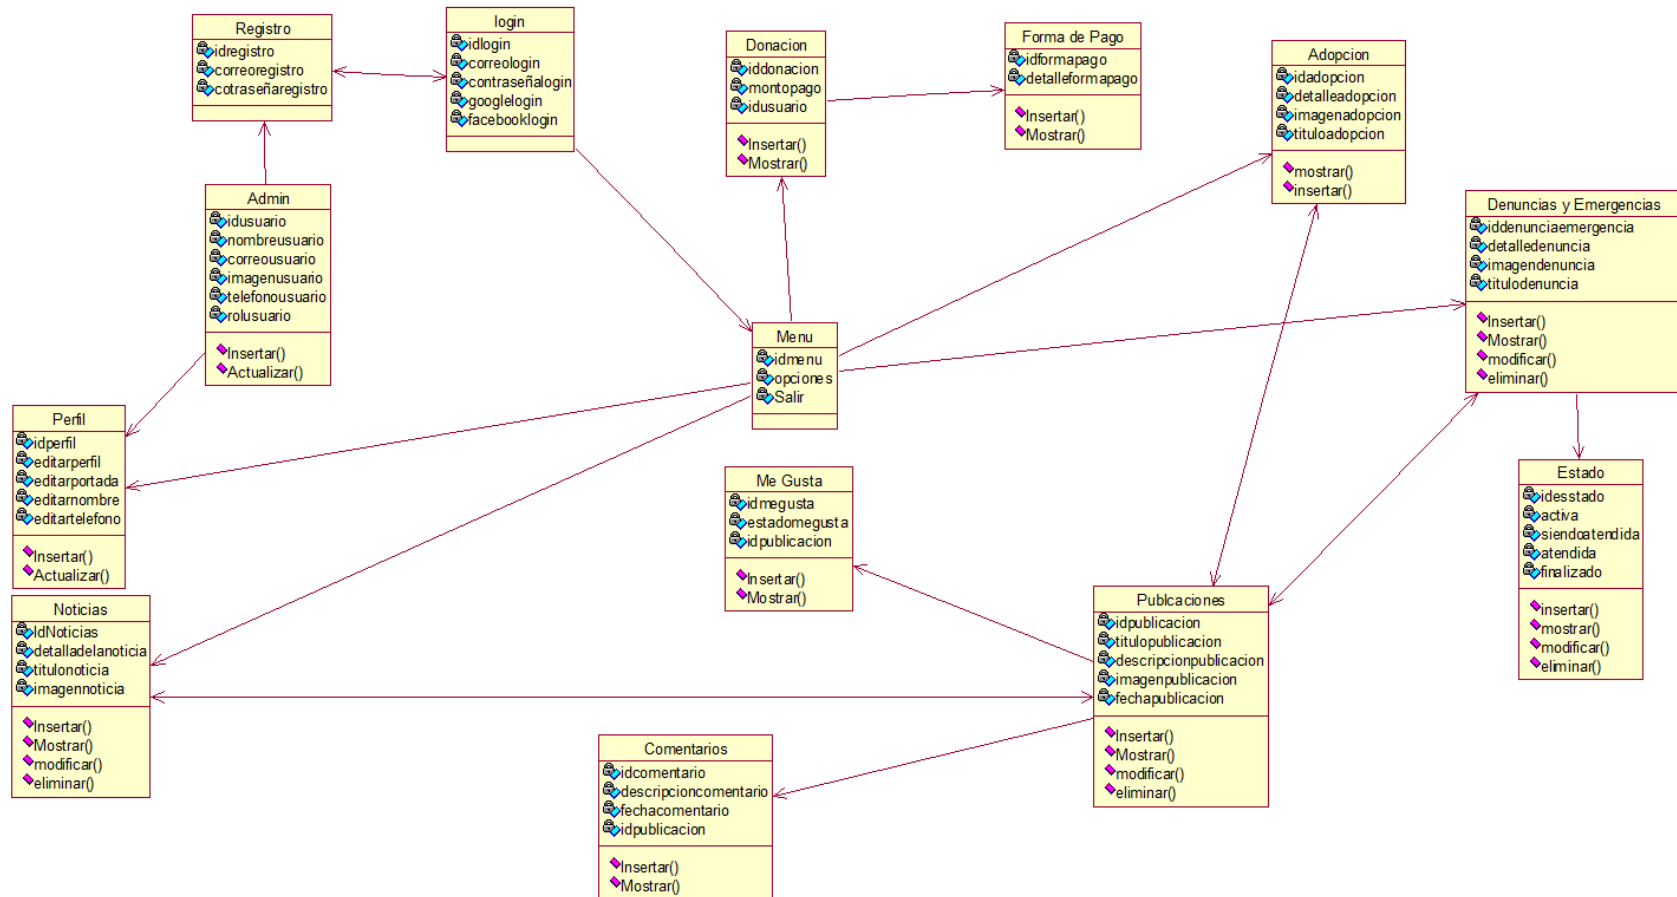 Registro
idregistro
correoregistro
cotraseñaregistro
login
idlogin
correologin
contraseñalogin
googlelogin
facebooklogin
Donacion
iddonacion
montopago
idusuario
Insertar()
Mostrar()
Forma de Pago
idformapago
detalleformapago
Insertar()
Mostrar()
Adopcion
idadopcion
detalleadopcion
imagenadopcion
tituloadopcion
mostrar()
insertar()
Admin
idusuario
nombreusuario
correousuario
imagenusuario
telefonousuario
rolusuario
Insertar()
Actualizar()
Denuncias y Emergencias
iddenunciaemergencia
detalledenuncia
imagendenuncia
titulodenuncia
Insertar()
Mostrar()
modificar()
eliminar()
Menu
idmenu
opciones
Salir
Perfil
idperfil
editarperfil
editarportada
editarnombre
editartelefono
Insertar()
Actualizar()
Me Gusta
idmegusta
estadomegusta
idpublicacion
Insertar()
Mostrar()
Estado
idesstado
activa
siendoatendida
atendida
finalizado
insertar()
mostrar()
modificar()
eliminar()
Noticias
IdNoticias
detalladelanoticia
titulonoticia
imagennoticia
Insertar()
Mostrar()
modificar()
eliminar()
Publcaciones
idpublicacion
titulopublicacion
descripcionpublicacion
imagenpublicacion
fechapublicacion
Insertar()
Mostrar()
modificar()
eliminar()
Comentarios
idcomentario
descripcioncomentario
fechacomentario
idpublicacion
Insertar()
Mostrar()